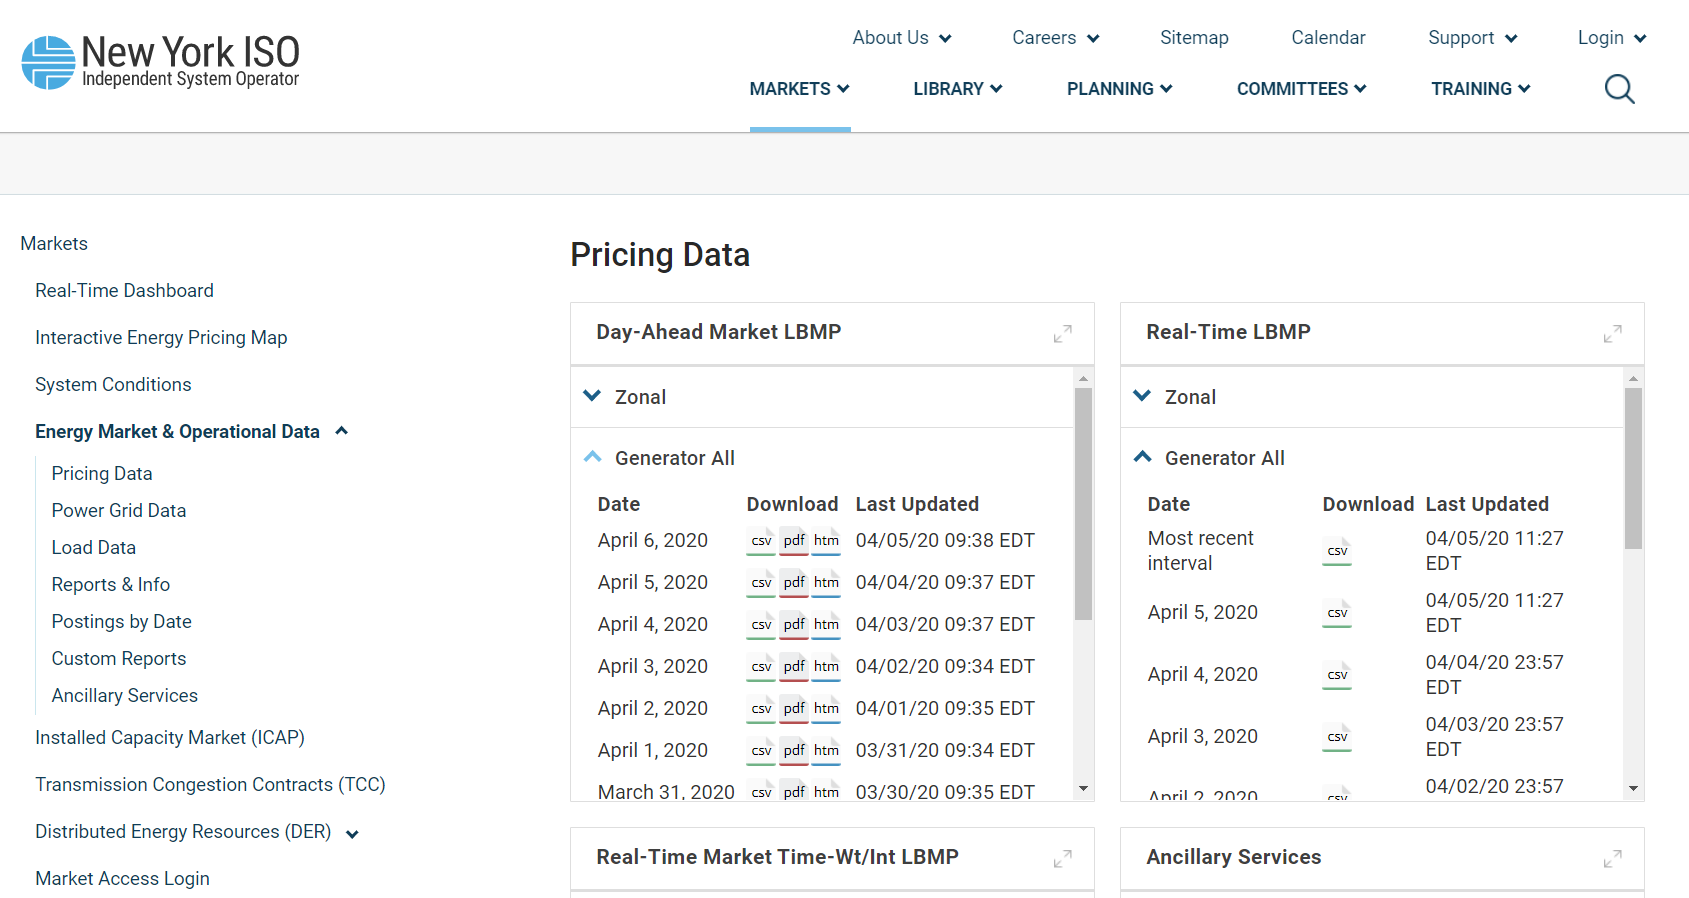 New York ISO
Independent System Operator
About Us
Careers
Sitemap
Calendar
Support
Login
MARKETS
LIBRARY
PLANNING
COMMITTEES
TRAINING
Markets
Real-Time Dashboard
Interactive Energy Pricing Map
System Conditions
Energy Market & Operational Data
Pricing Data
Power Grid Data
Load Data
Reports & Info
Postings by Date
Custom Reports
Ancillary Services
Installed Capacity Market (ICAP)
Transmission Congestion Contracts (TCC)
Distributed Energy Resources (DER)
Market Access Login
Pricing Data
Day-Ahead Market LBMP
Zonal
Generator All
Date Download Last Updated
April 6, 2020 csv pdf htm 04/05/20 09:38 EDT
April 5, 2020 csv pdf htm 04/04/20 09:37 EDT
April 4, 2020 csv pdf htm 04/03/20 09:37 EDT
April 3, 2020 csv pdf htm 04/02/20 09:34 EDT
April 2, 2020 csv pdf htm 04/01/20 09:35 EDT
April 1, 2020 csv pdf htm 03/31/20 09:34 EDT
March 31, 2020 csv pdf htm 03/30/20 09:35 EDT
Real-Time LBMP
Zonal
Generator All
Date Download Last Updated
Most recent
interval
csv
04/05/20 11:27
EDT
April 5, 2020
csv
04/05/20 11:27
EDT
April 4, 2020
csv
04/04/20 23:57
EDT
April 3, 2020
csv
04/03/20 23:57
EDT
April 2, 2020
csv
04/02/20 23:57
Real-Time Market Time-Wt/Int LBMP
Ancillary Services